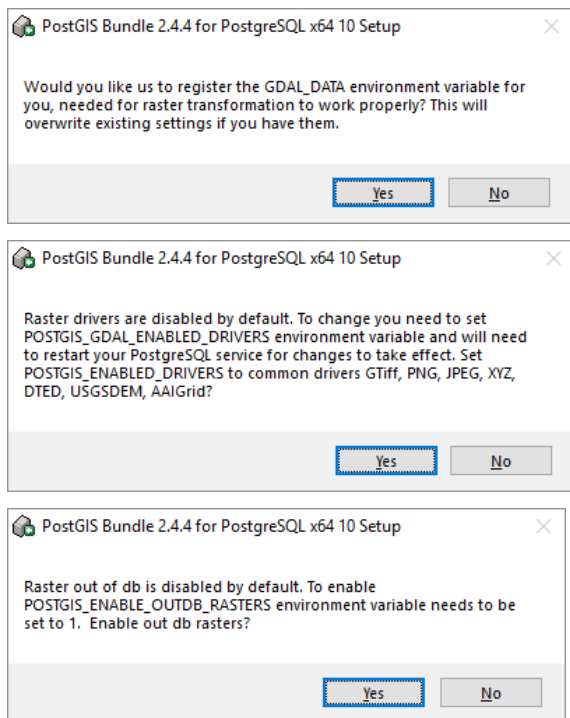 PostGIS Bundle 2.4.4 for PostgreSQL x64 10 Setup
Would you like us to register the GDAL_DATA environment variable for
you, needed for raster transformation to work properly? This will
overwrite existing settings if you have them.
Yes No
PostGIS Bundle 2.4.4 for PostgreSQL x64 10 Setup
Raster drivers are disabled by default. To change you need to set
POSTGIS_GDAL_ENABLED_DRIVERS environment variable and will need
to restart your PostgreSQL service for changes to take effect. Set
POSTGIS_ENABLED_DRIVERS to common drivers GTiff, PNG, JPEG, XYZ,
DTED, USGSDEM, AAIGrid?
Yes No
PostGIS Bundle 2.4.4 for PostgreSQL x64 10 Setup
Raster out of db is disabled by default. To enable
POSTGIS_ENABLE_OUTDB_RASTERS environment variable needs to be
set to 1.  Enable out db rasters?
Yes No